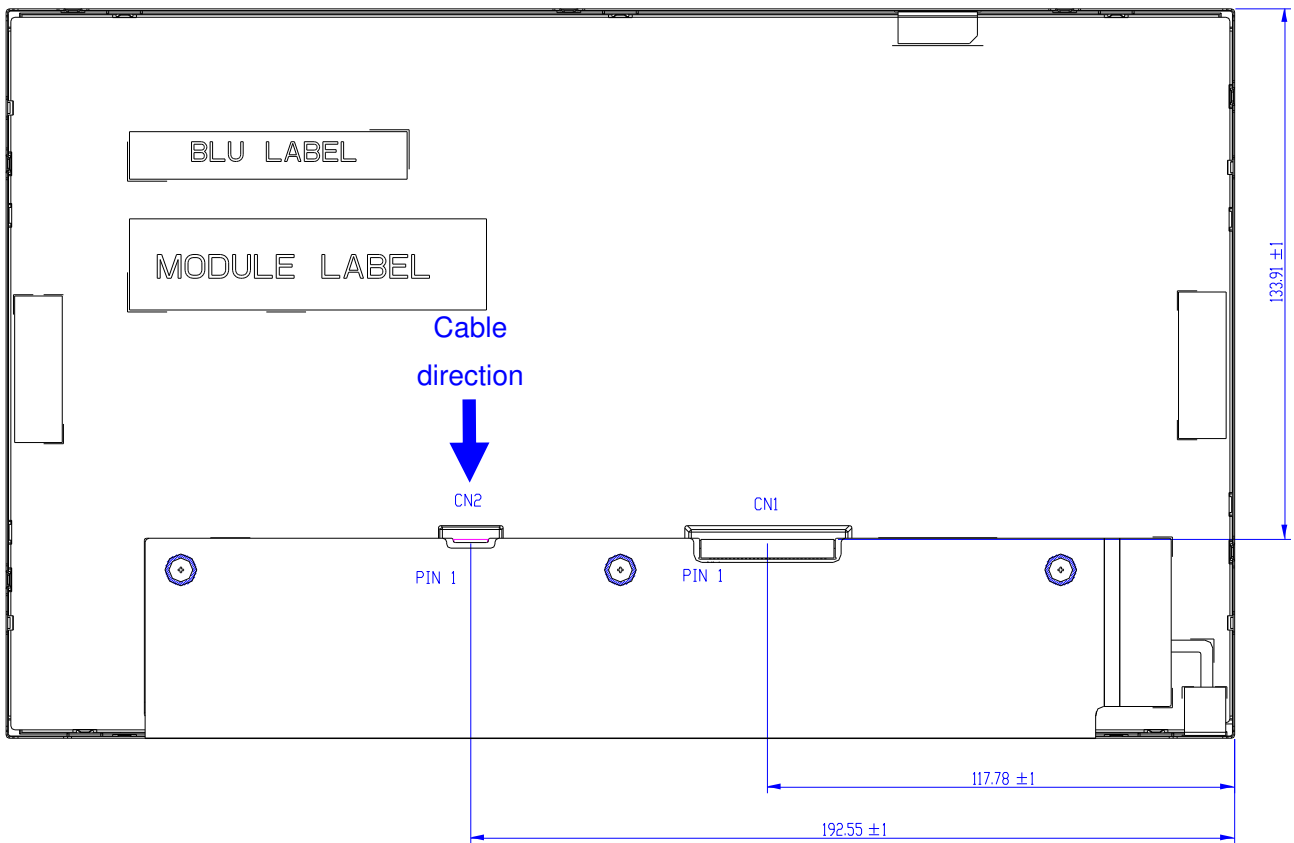 BLU LABEL
MODULE LABEL
Cable
direction
133.91 ±1
CN2
CN1
PIN 1
PIN 1
117.78 ±1
192.55 ±1